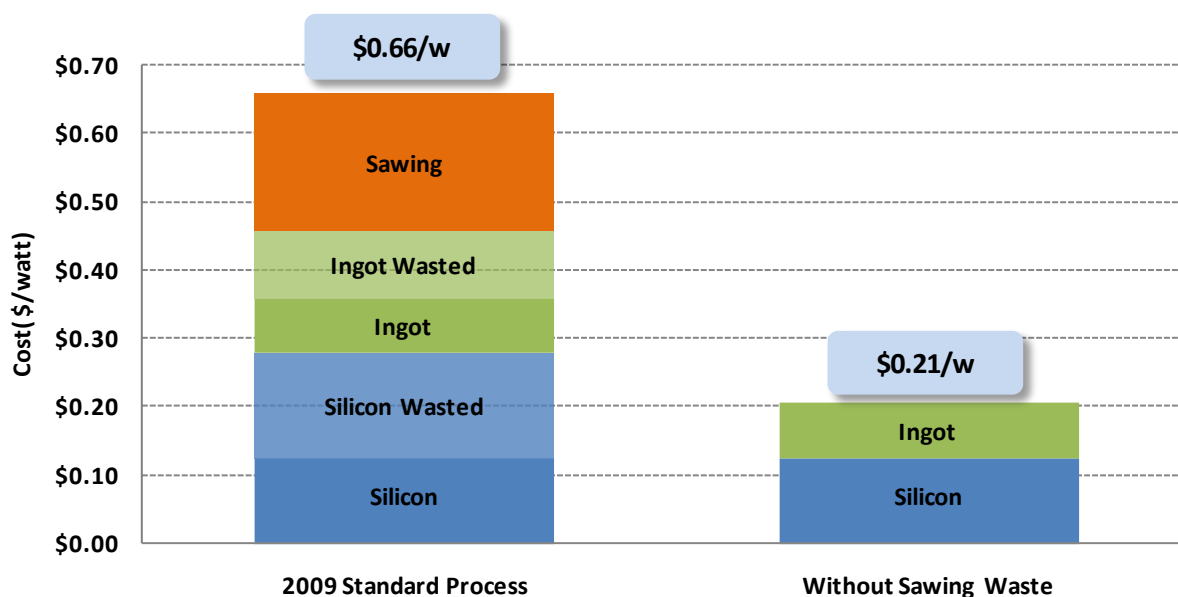 $0.66/w
$0.70
$0.60
$0.50
$0.40
$0.30
$0.20
$0.10
$0.00
Cost( $/watt)
Sawing
Ingot Wasted
Ingot
Silicon Wasted
Silicon
$0.21/w
Ingot
Silicon
2009 Standard Process
Without Sawing Waste